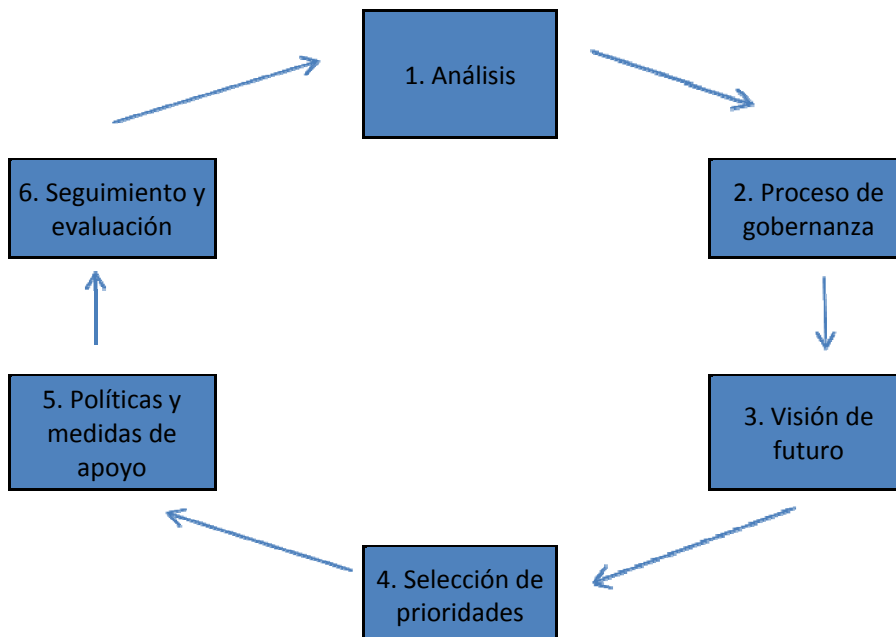 1. Análisis
2. Proceso de
gobernanza
3. Visión de
futuro
4. Selección de
prioridades
5. Políticas y
medidas de
apoyo
6. Seguimiento y
evaluación